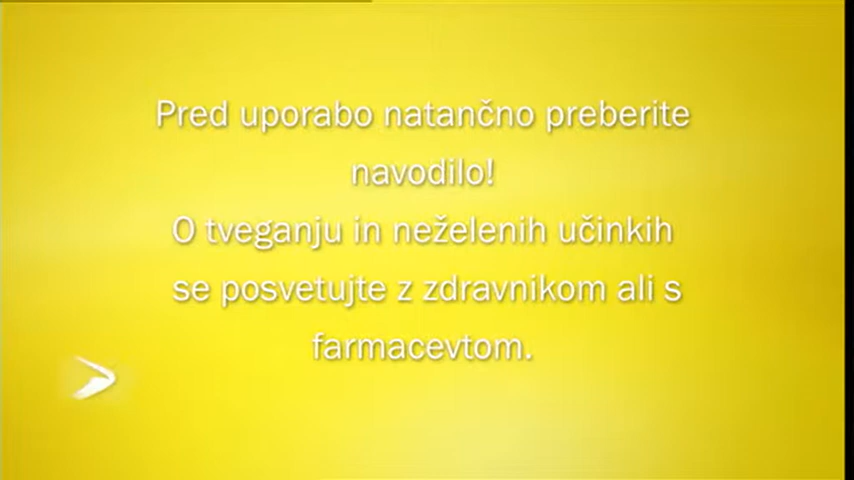 Pred uporabo natančno preberite
navodilo!
O tveganju in neželenih učinkih
se posvetujte z zdravnikom ali s
farmacevtom.